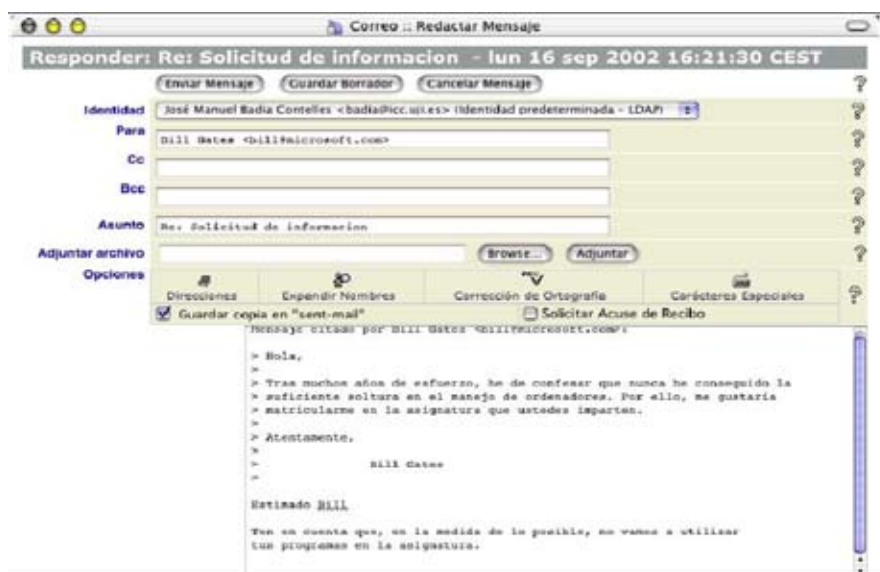 Correo :: Redactar Mensaje
Responder: Re: Solicitud de informacion - lun 16 sep 2002 16:21:30 CEST
Enviar Mensaje Guardar Borrador Cancelar Mensaje
Identidad José Manuel Badia Contelles <badia@icc.uji.es> (Identidad predeterminada - LDAP)
Para Bill Gates <bill@microsoft.com>
Cc
Bcc
Asunto Re: Solicitud de informacion
Adjuntar archivo Browse... Adjuntar
Opciones
Direcciones Expandir Nombres Corrección de Ortografía Carácteres Especiales
Guardar copia en "sent-mail" Solicitar Acuse de Recibo
Mensaje citado por Bill Gates <bill@microsoft.com>:
> Hola,
>
> Tras muchos años de esfuerzo, he de confesar que nunca he conseguido la
> suficiente soltura en el manejo de ordenadores. Por ello, me gustaría
> matricularme en la asignatura que ustedes imparten.
>
> Atentamente,
>
> Bill Gates
>
Estimado Bill
Ten en cuenta que, en la medida de lo posible, no vamos a utilizar
tus programas en la asignatura.